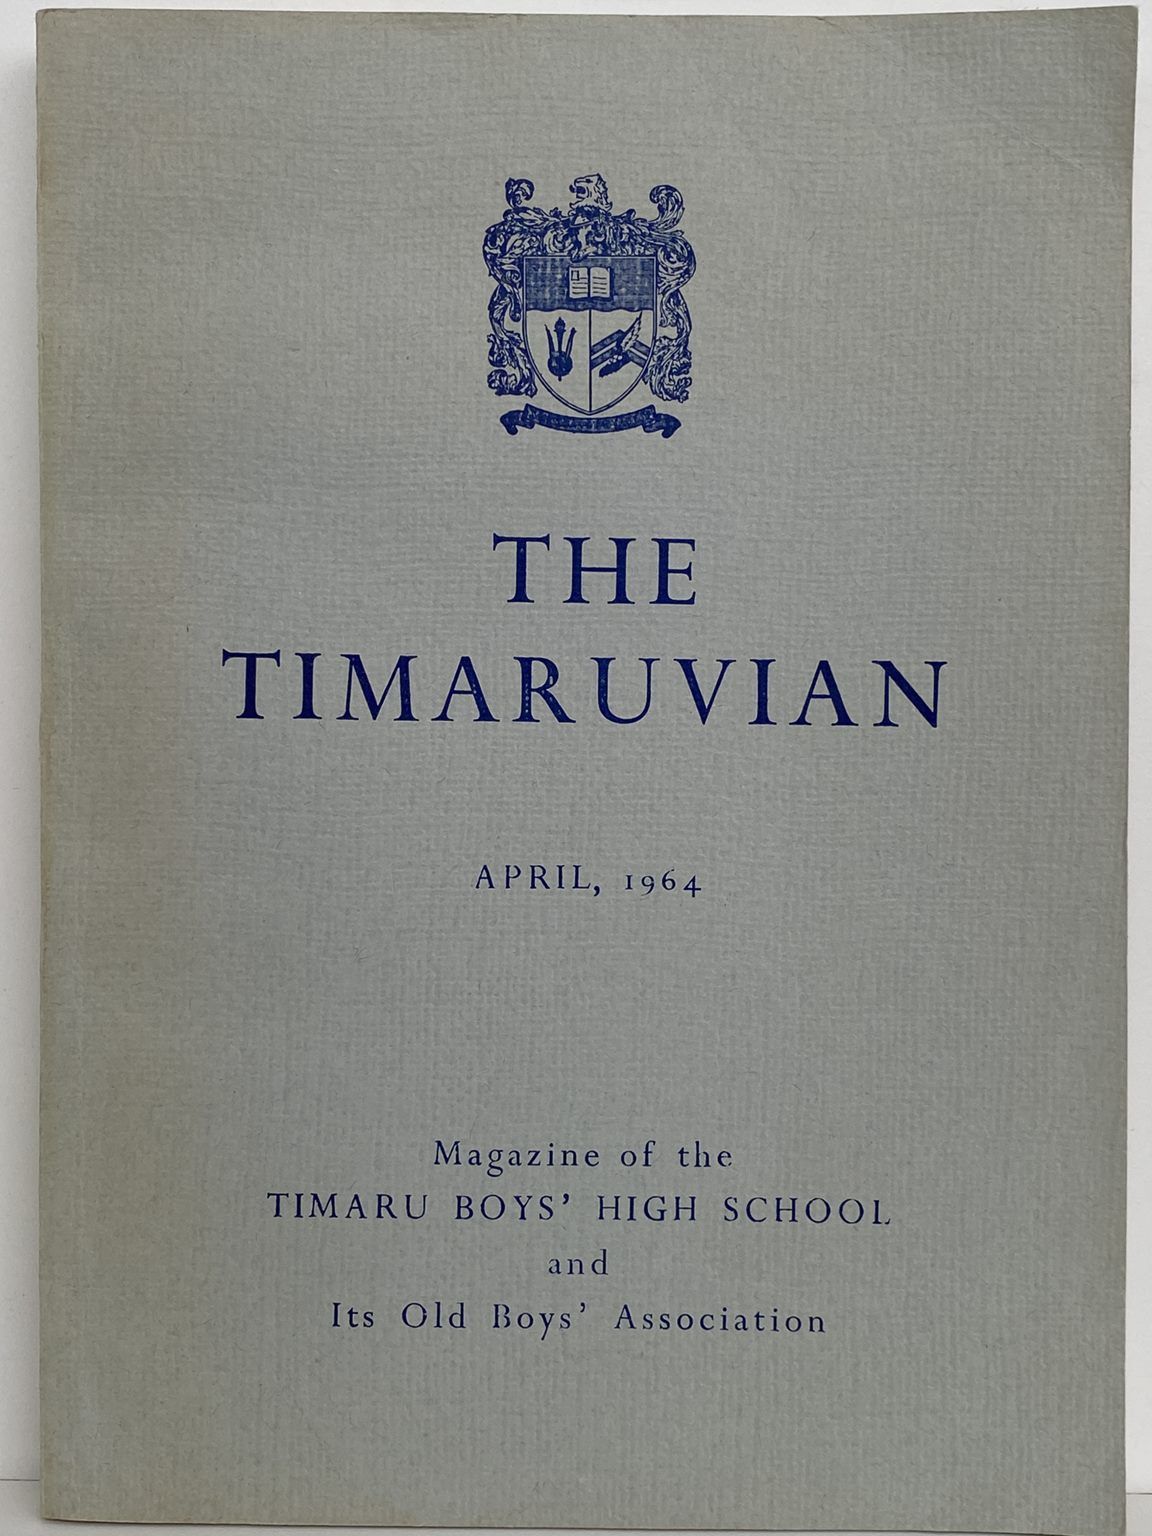 THE
TIMARUVIAN
APRIL, 1964
Magazine of the
TIMARU BOYS' HIGH SCHOOL
and
Its Old Boys' Association